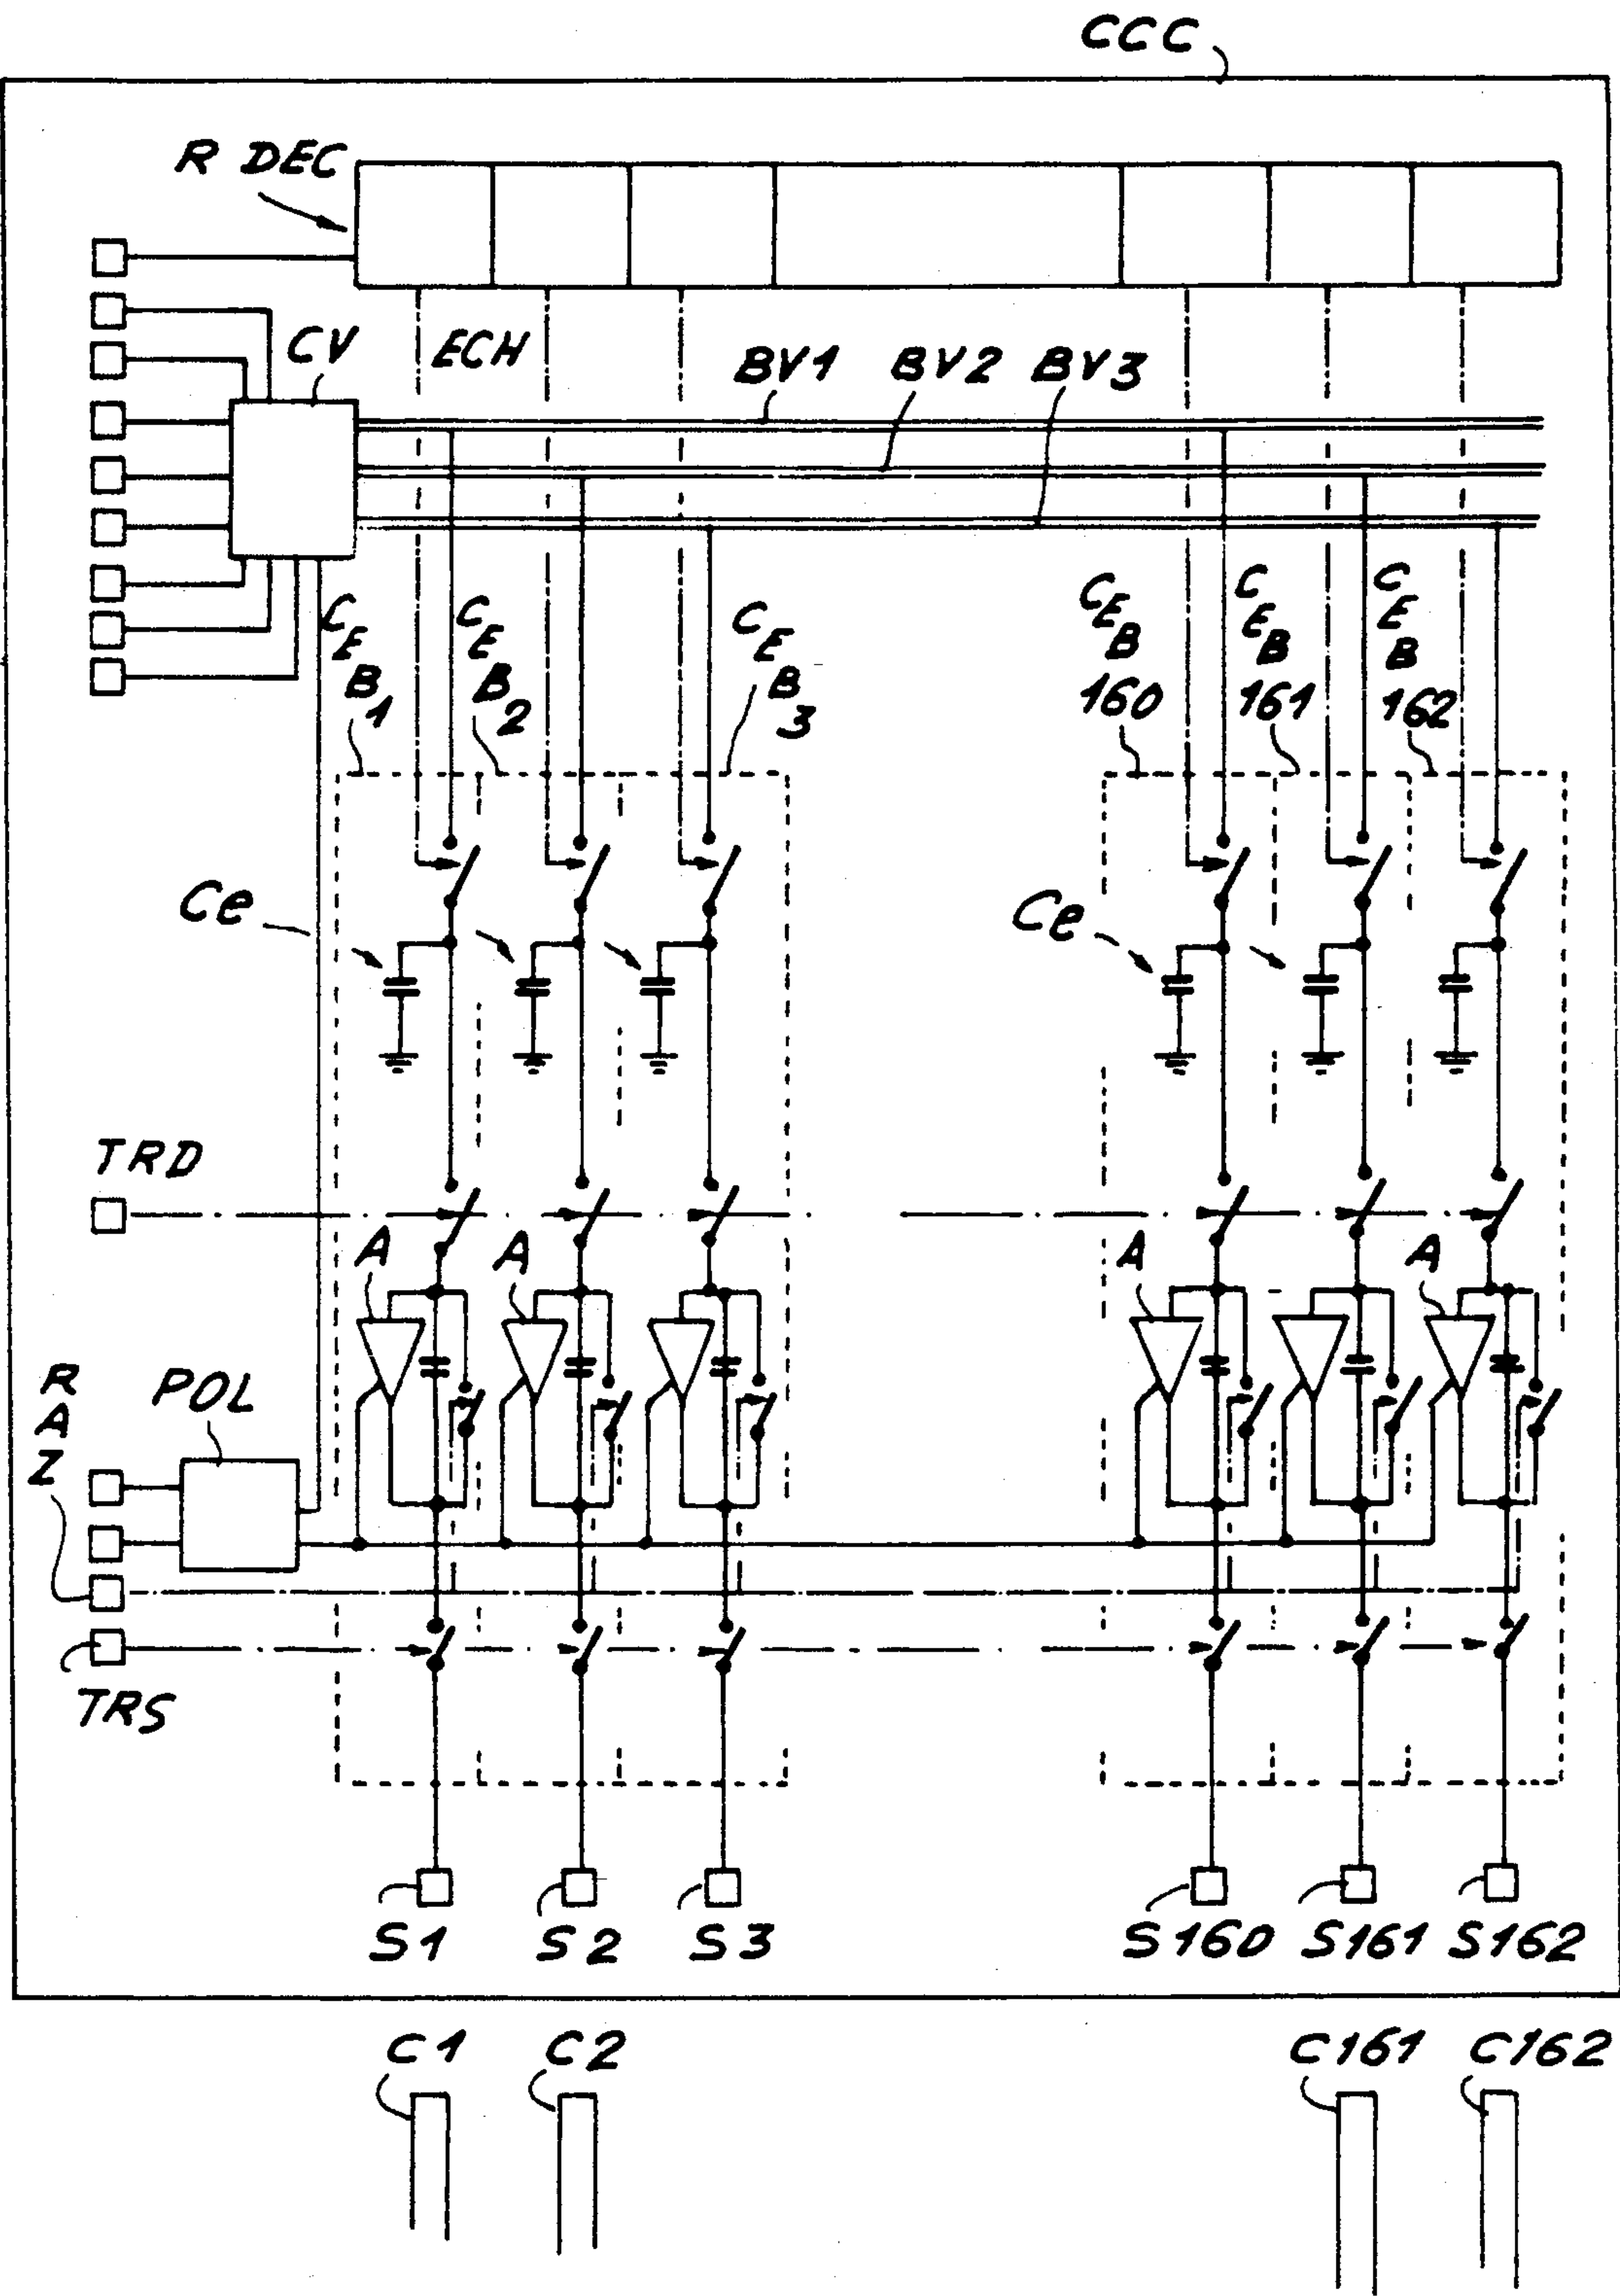 CCC
R DEC
CV
ECH
BV1
BV2
BV3
CEB1
CEB2
CEB3
CEB160
CEB161
CEB162
Ce
Ce
TRD
A
A
A
A
RAZ
POL
TRS
S1
S2
S3
S160
S161
S162
C1
C2
C161
C162